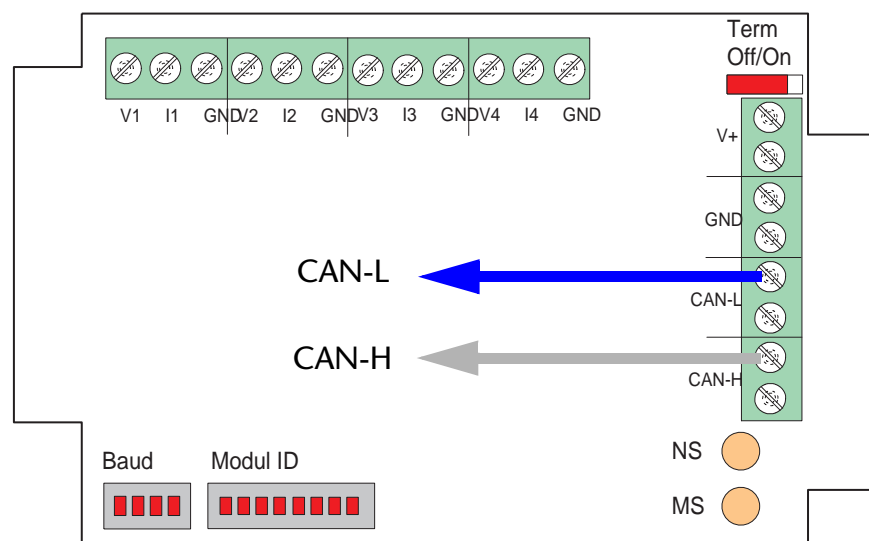 Term
Off/On
V1 I1 GND V2 I2 GND V3 I3 GND V4 I4 GND
V+
GND
CAN-L
CAN-L
CAN-H
CAN-H
NS
Baud Modul ID
MS